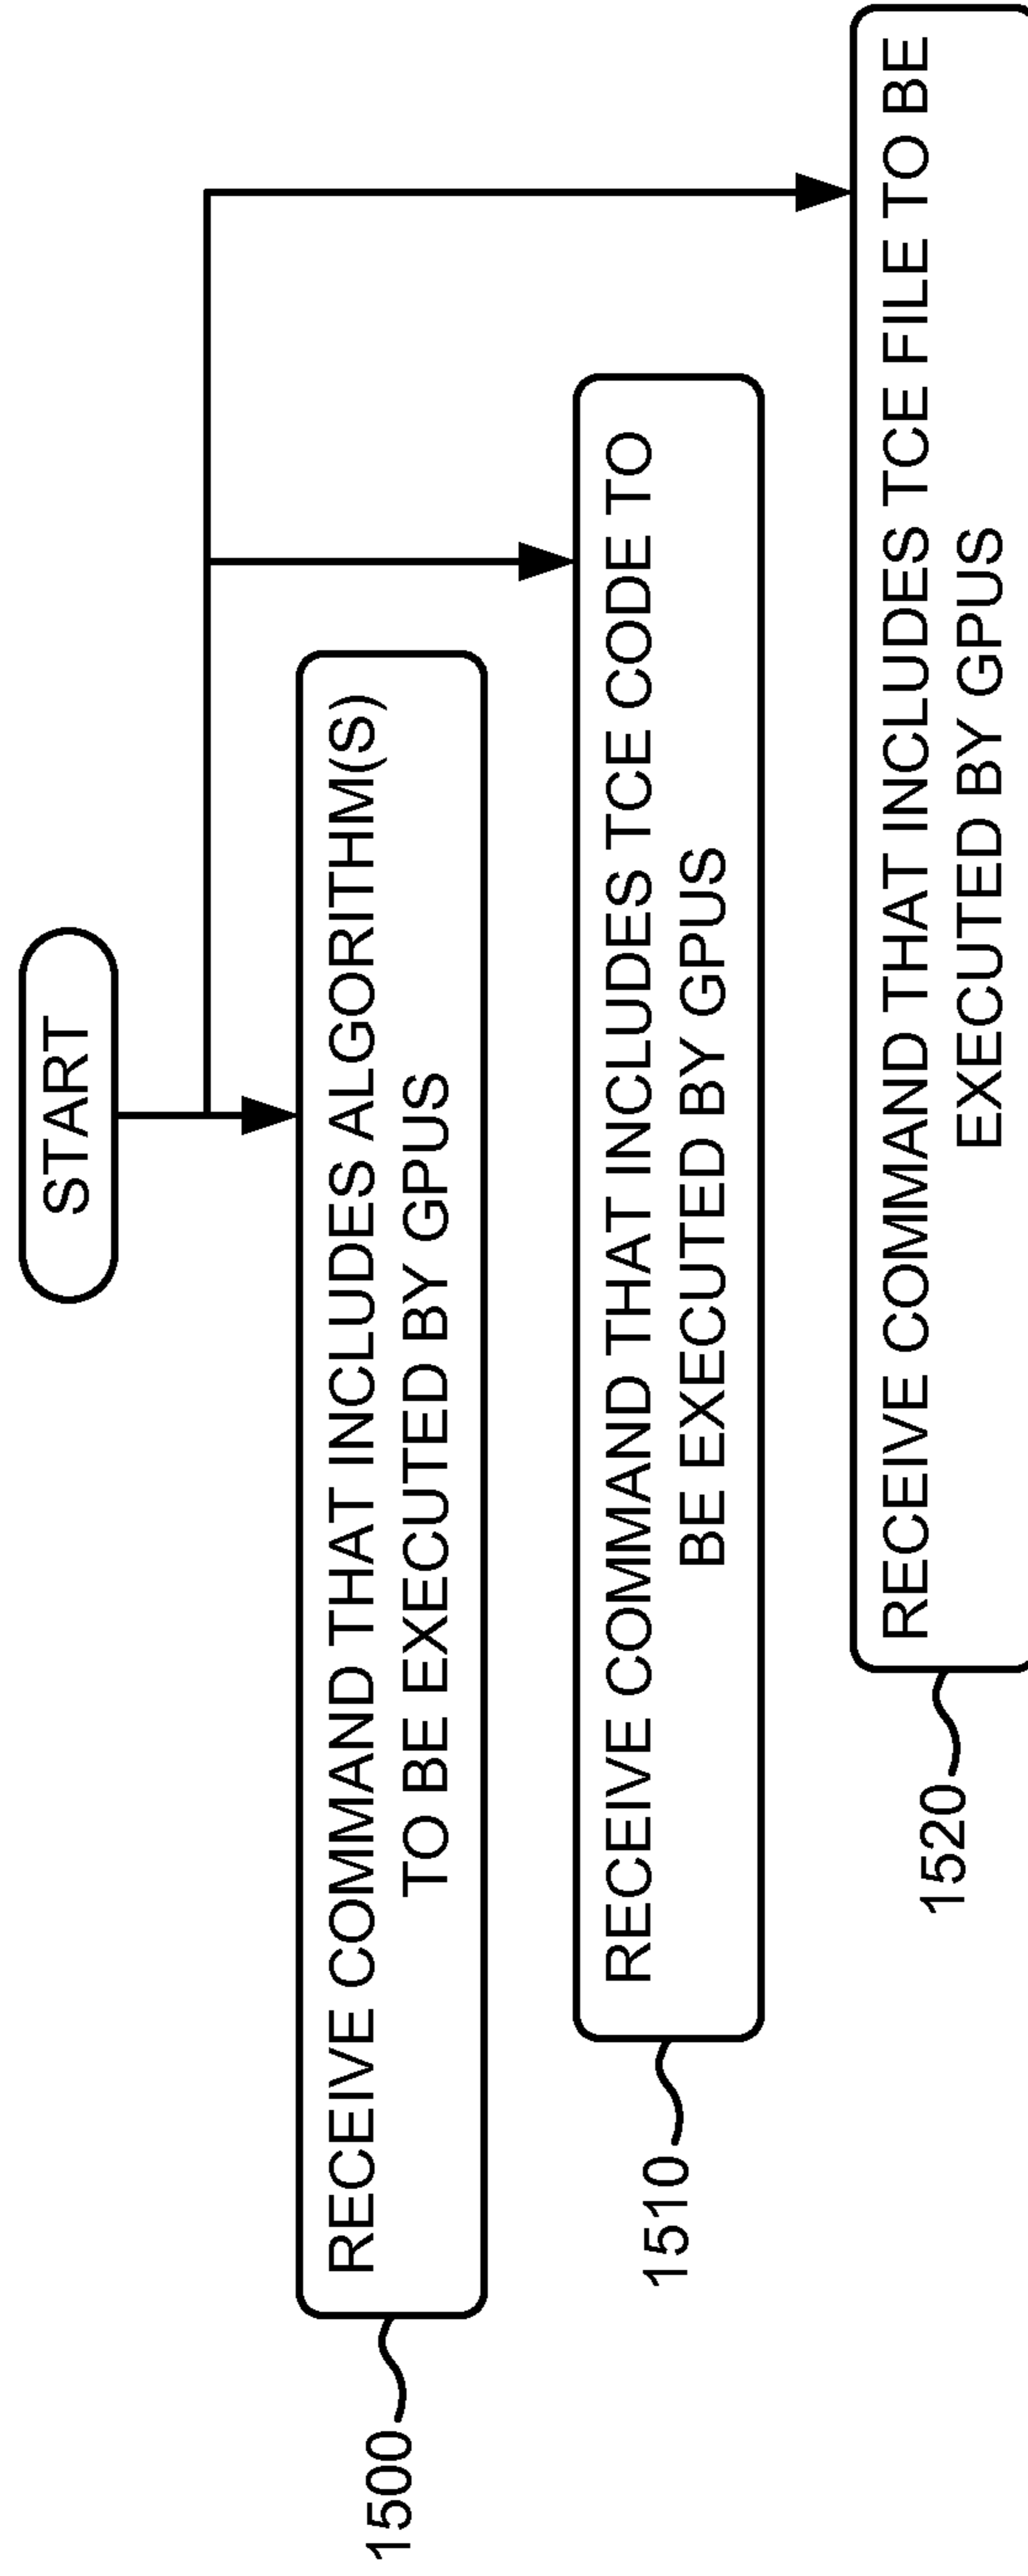 START
RECEIVE COMMAND THAT INCLUDES ALGORITHM(S)
TO BE EXECUTED BY GPUS
1500
RECEIVE COMMAND THAT INCLUDES TCE CODE TO
BE EXECUTED BY GPUS
1510
RECEIVE COMMAND THAT INCLUDES TCE FILE TO BE
EXECUTED BY GPUS
1520